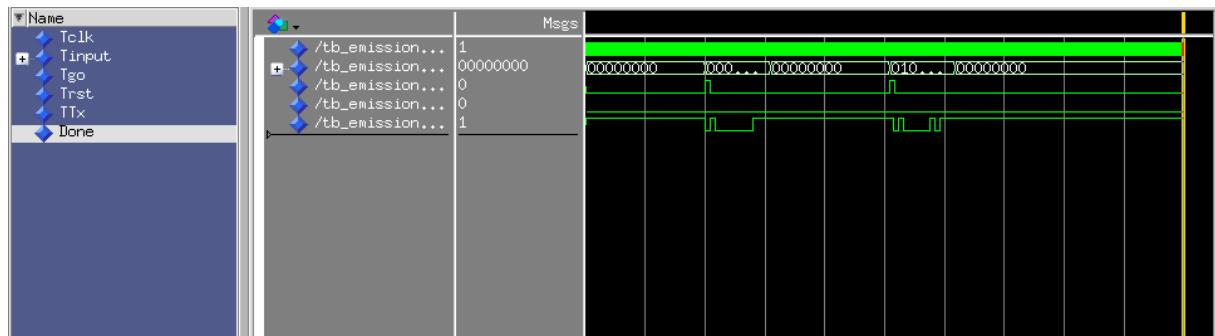 Name
Tclk
Tinput
Tgo
Trst
TTx
Done
Msgs
/tb_emission... 1
/tb_emission... 00000000 00000000 000... 00000000 010... 00000000
/tb_emission... 0
/tb_emission... 0
/tb_emission... 1